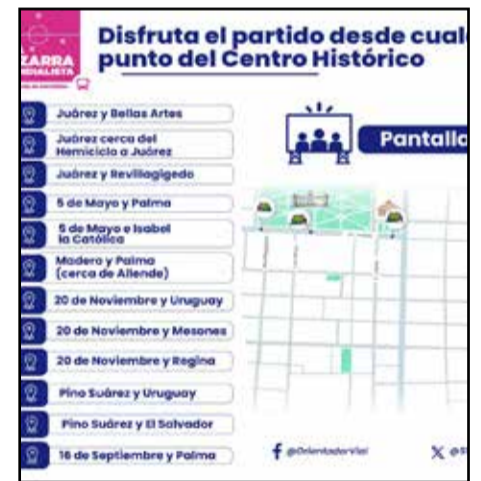 ZARRA
DIALISTA
Disfruta el partido desde cual
punto del Centro Histórico
Juárez y Bellas Artes
Juárez cerca del
Hemiciclo a Juárez
Juárez y Revillagigedo
5 de Mayo y Palma
5 de Mayo e Isabel
la Católica
Madero y Palma
(cerca de Allende)
20 de Noviembre y Uruguay
20 de Noviembre y Mesones
20 de Noviembre y Regina
Pino Suárez y Uruguay
Pino Suárez y El Salvador
16 de Septiembre y Palma
Pantalla
@OrientadorVial